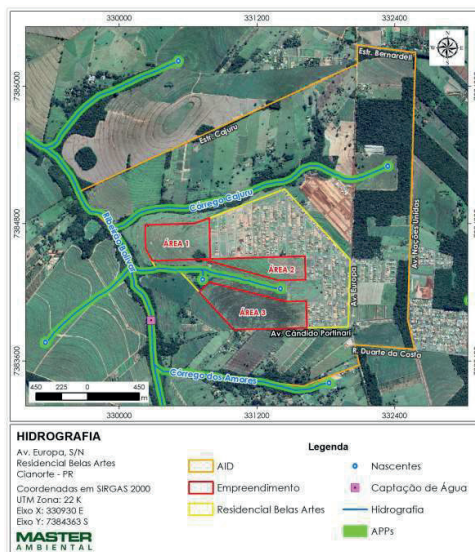 330000 331200 332400
Estr. Bernardelli
7386000
Estr. Cajuru
Córrego Cajuru
7384800
Ribeirão Bolivar
Av. Nações Unidas
ÁREA 1
ÁREA 2
Av. Europa
ÁREA 3
Av. Cândido Portinari
R. Duarte da Costa
7383600
Córrego dos Amores
450 225 0 450
m
330000 331200 332400
HIDROGRAFIA
Av. Europa, S/N
Residencial Belas Artes
Cianorte - PR
Coordenadas em SIRGAS 2000
UTM Zona: 22 K
Eixo X: 330930 E
Eixo Y: 7384363 S
MASTER
AMBIENTAL
Legenda
AID
Empreendimento
Residencial Belas Artes
Nascentes
Captação de Água
Hidrografia
APPs